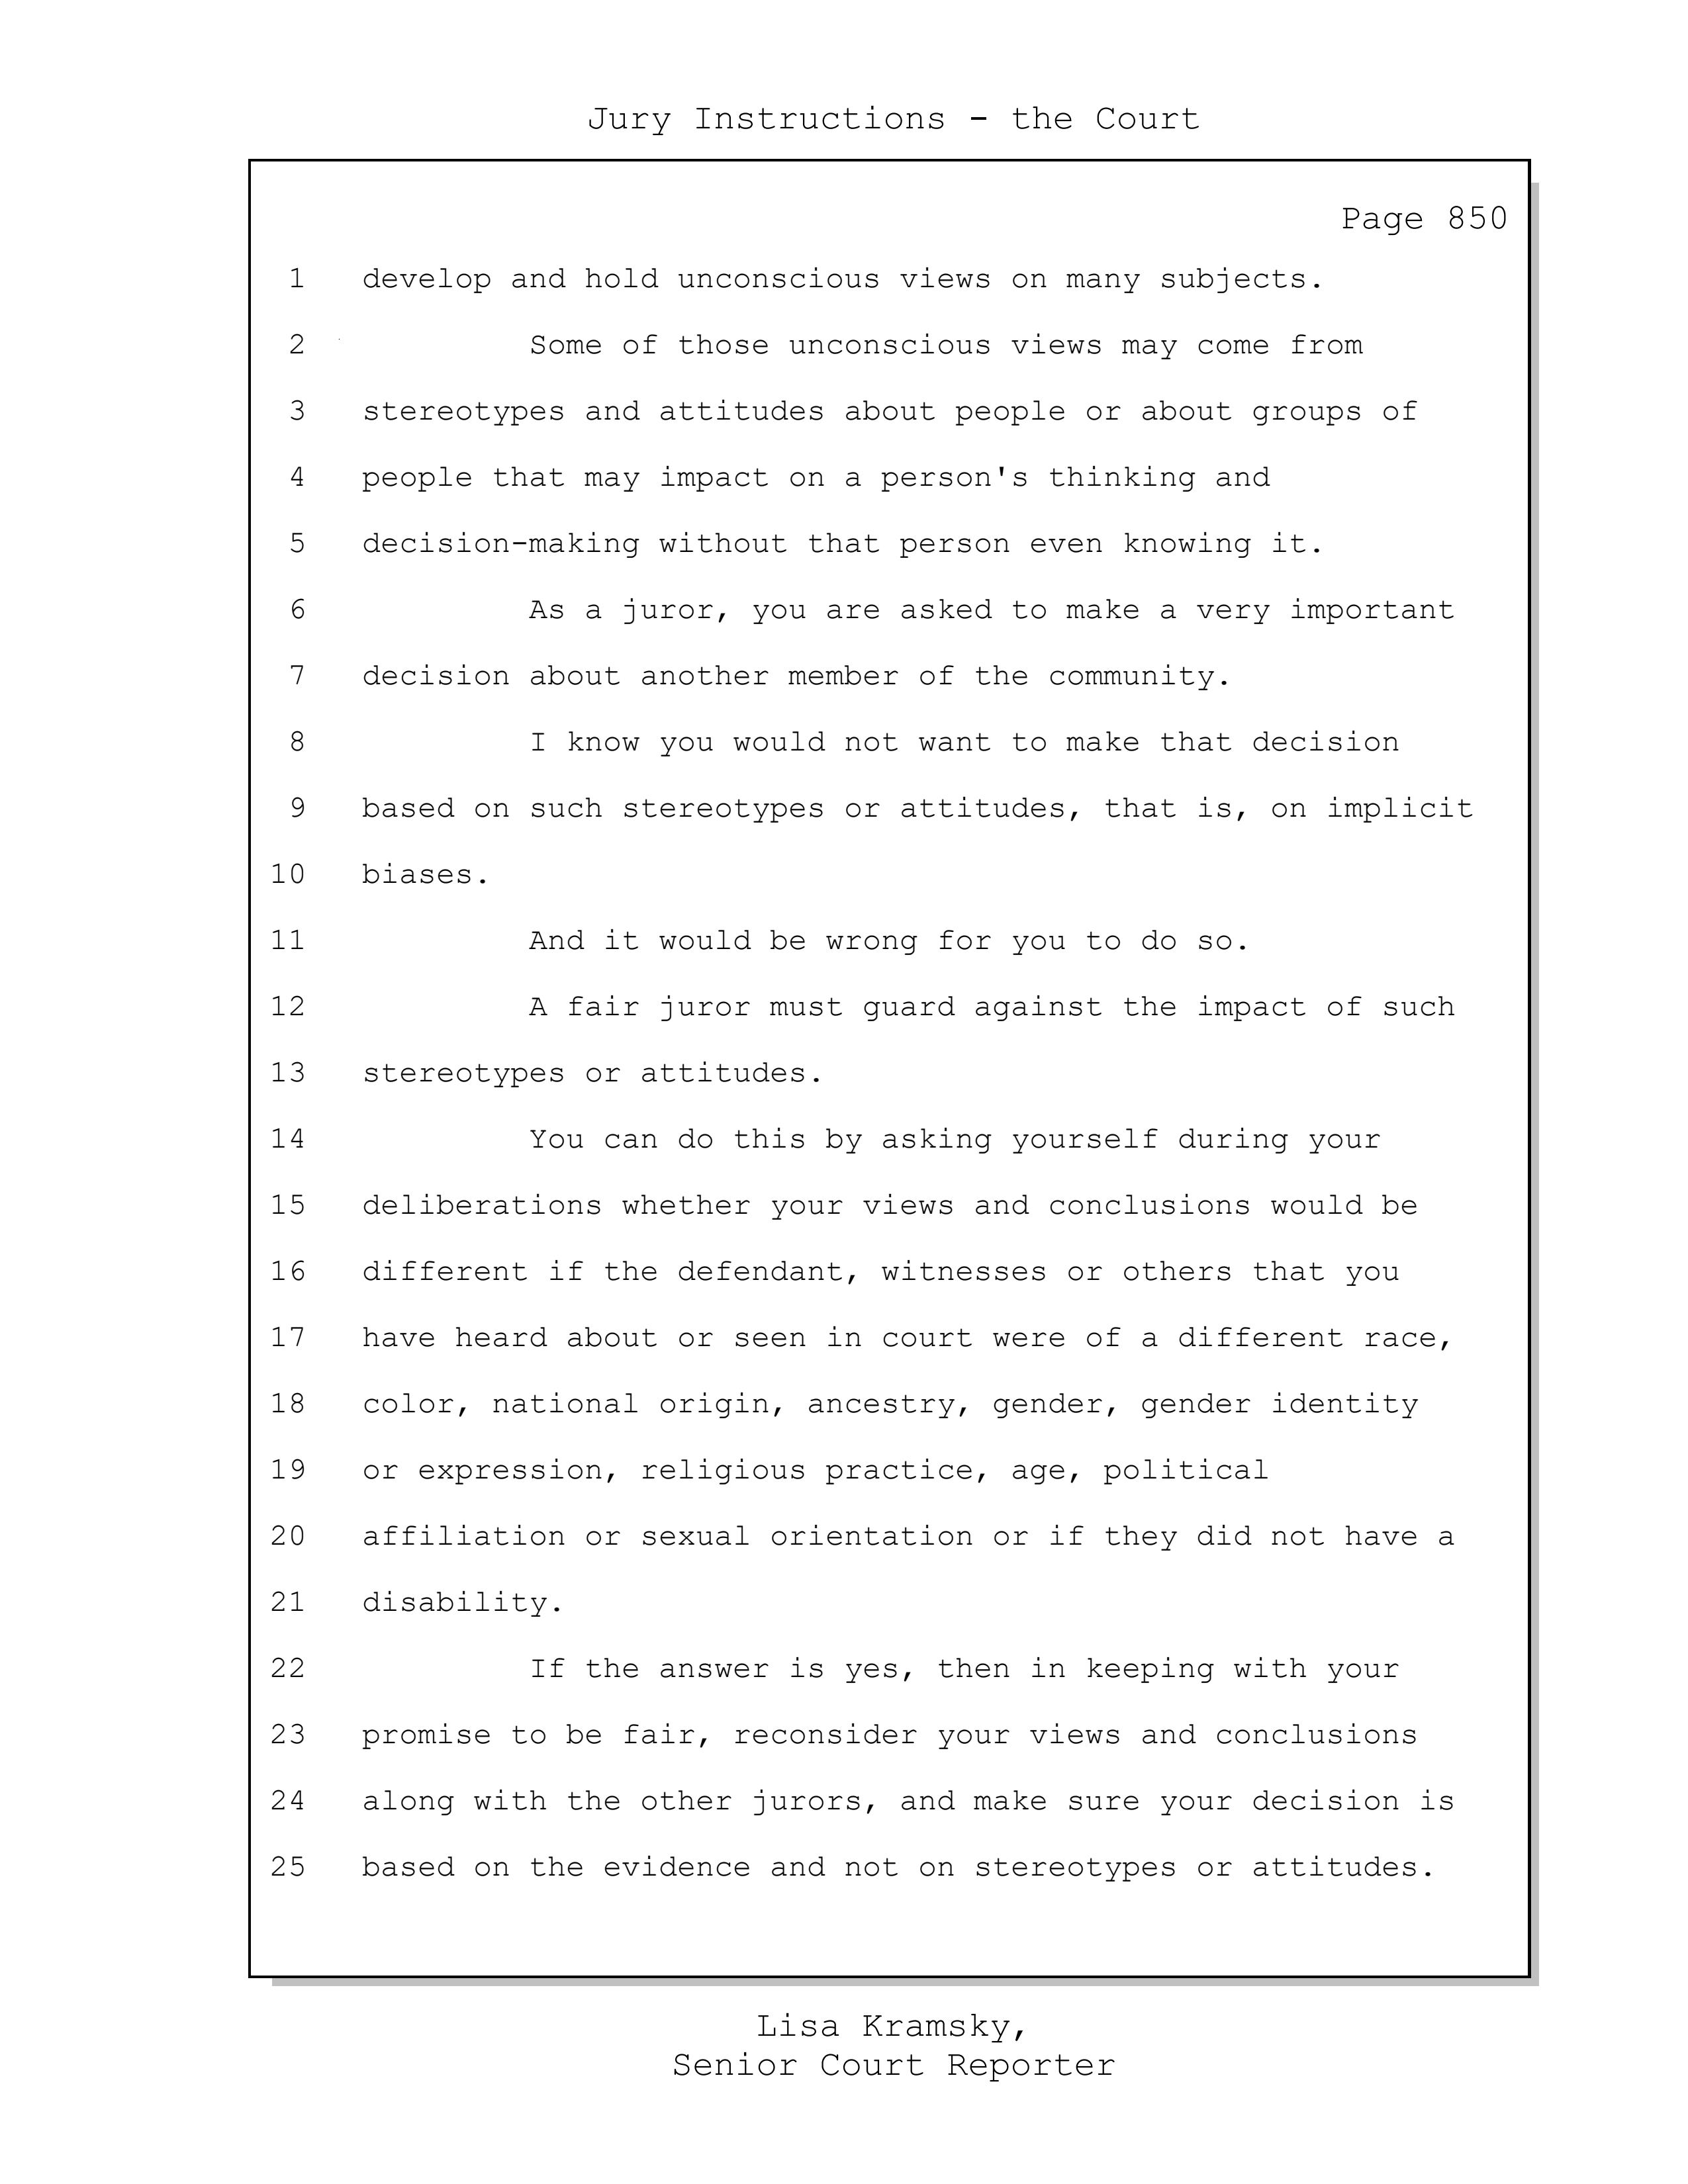 Jury Instructions - the Court
Page 850
1 develop and hold unconscious views on many subjects.
2 Some of those unconscious views may come from
3 stereotypes and attitudes about people or about groups of
4 people that may impact on a person's thinking and
5 decision-making without that person even knowing it.
6 As a juror, you are asked to make a very important
7 decision about another member of the community.
8 I know you would not want to make that decision
9 based on such stereotypes or attitudes, that is, on implicit
10 biases.
11 And it would be wrong for you to do so.
12 A fair juror must guard against the impact of such
13 stereotypes or attitudes.
14 You can do this by asking yourself during your
15 deliberations whether your views and conclusions would be
16 different if the defendant, witnesses or others that you
17 have heard about or seen in court were of a different race,
18 color, national origin, ancestry, gender, gender identity
19 or expression, religious practice, age, political
20 affiliation or sexual orientation or if they did not have a
21 disability.
22 If the answer is yes, then in keeping with your
23 promise to be fair, reconsider your views and conclusions
24 along with the other jurors, and make sure your decision is
25 based on the evidence and not on stereotypes or attitudes.
Lisa Kramsky,
Senior Court Reporter